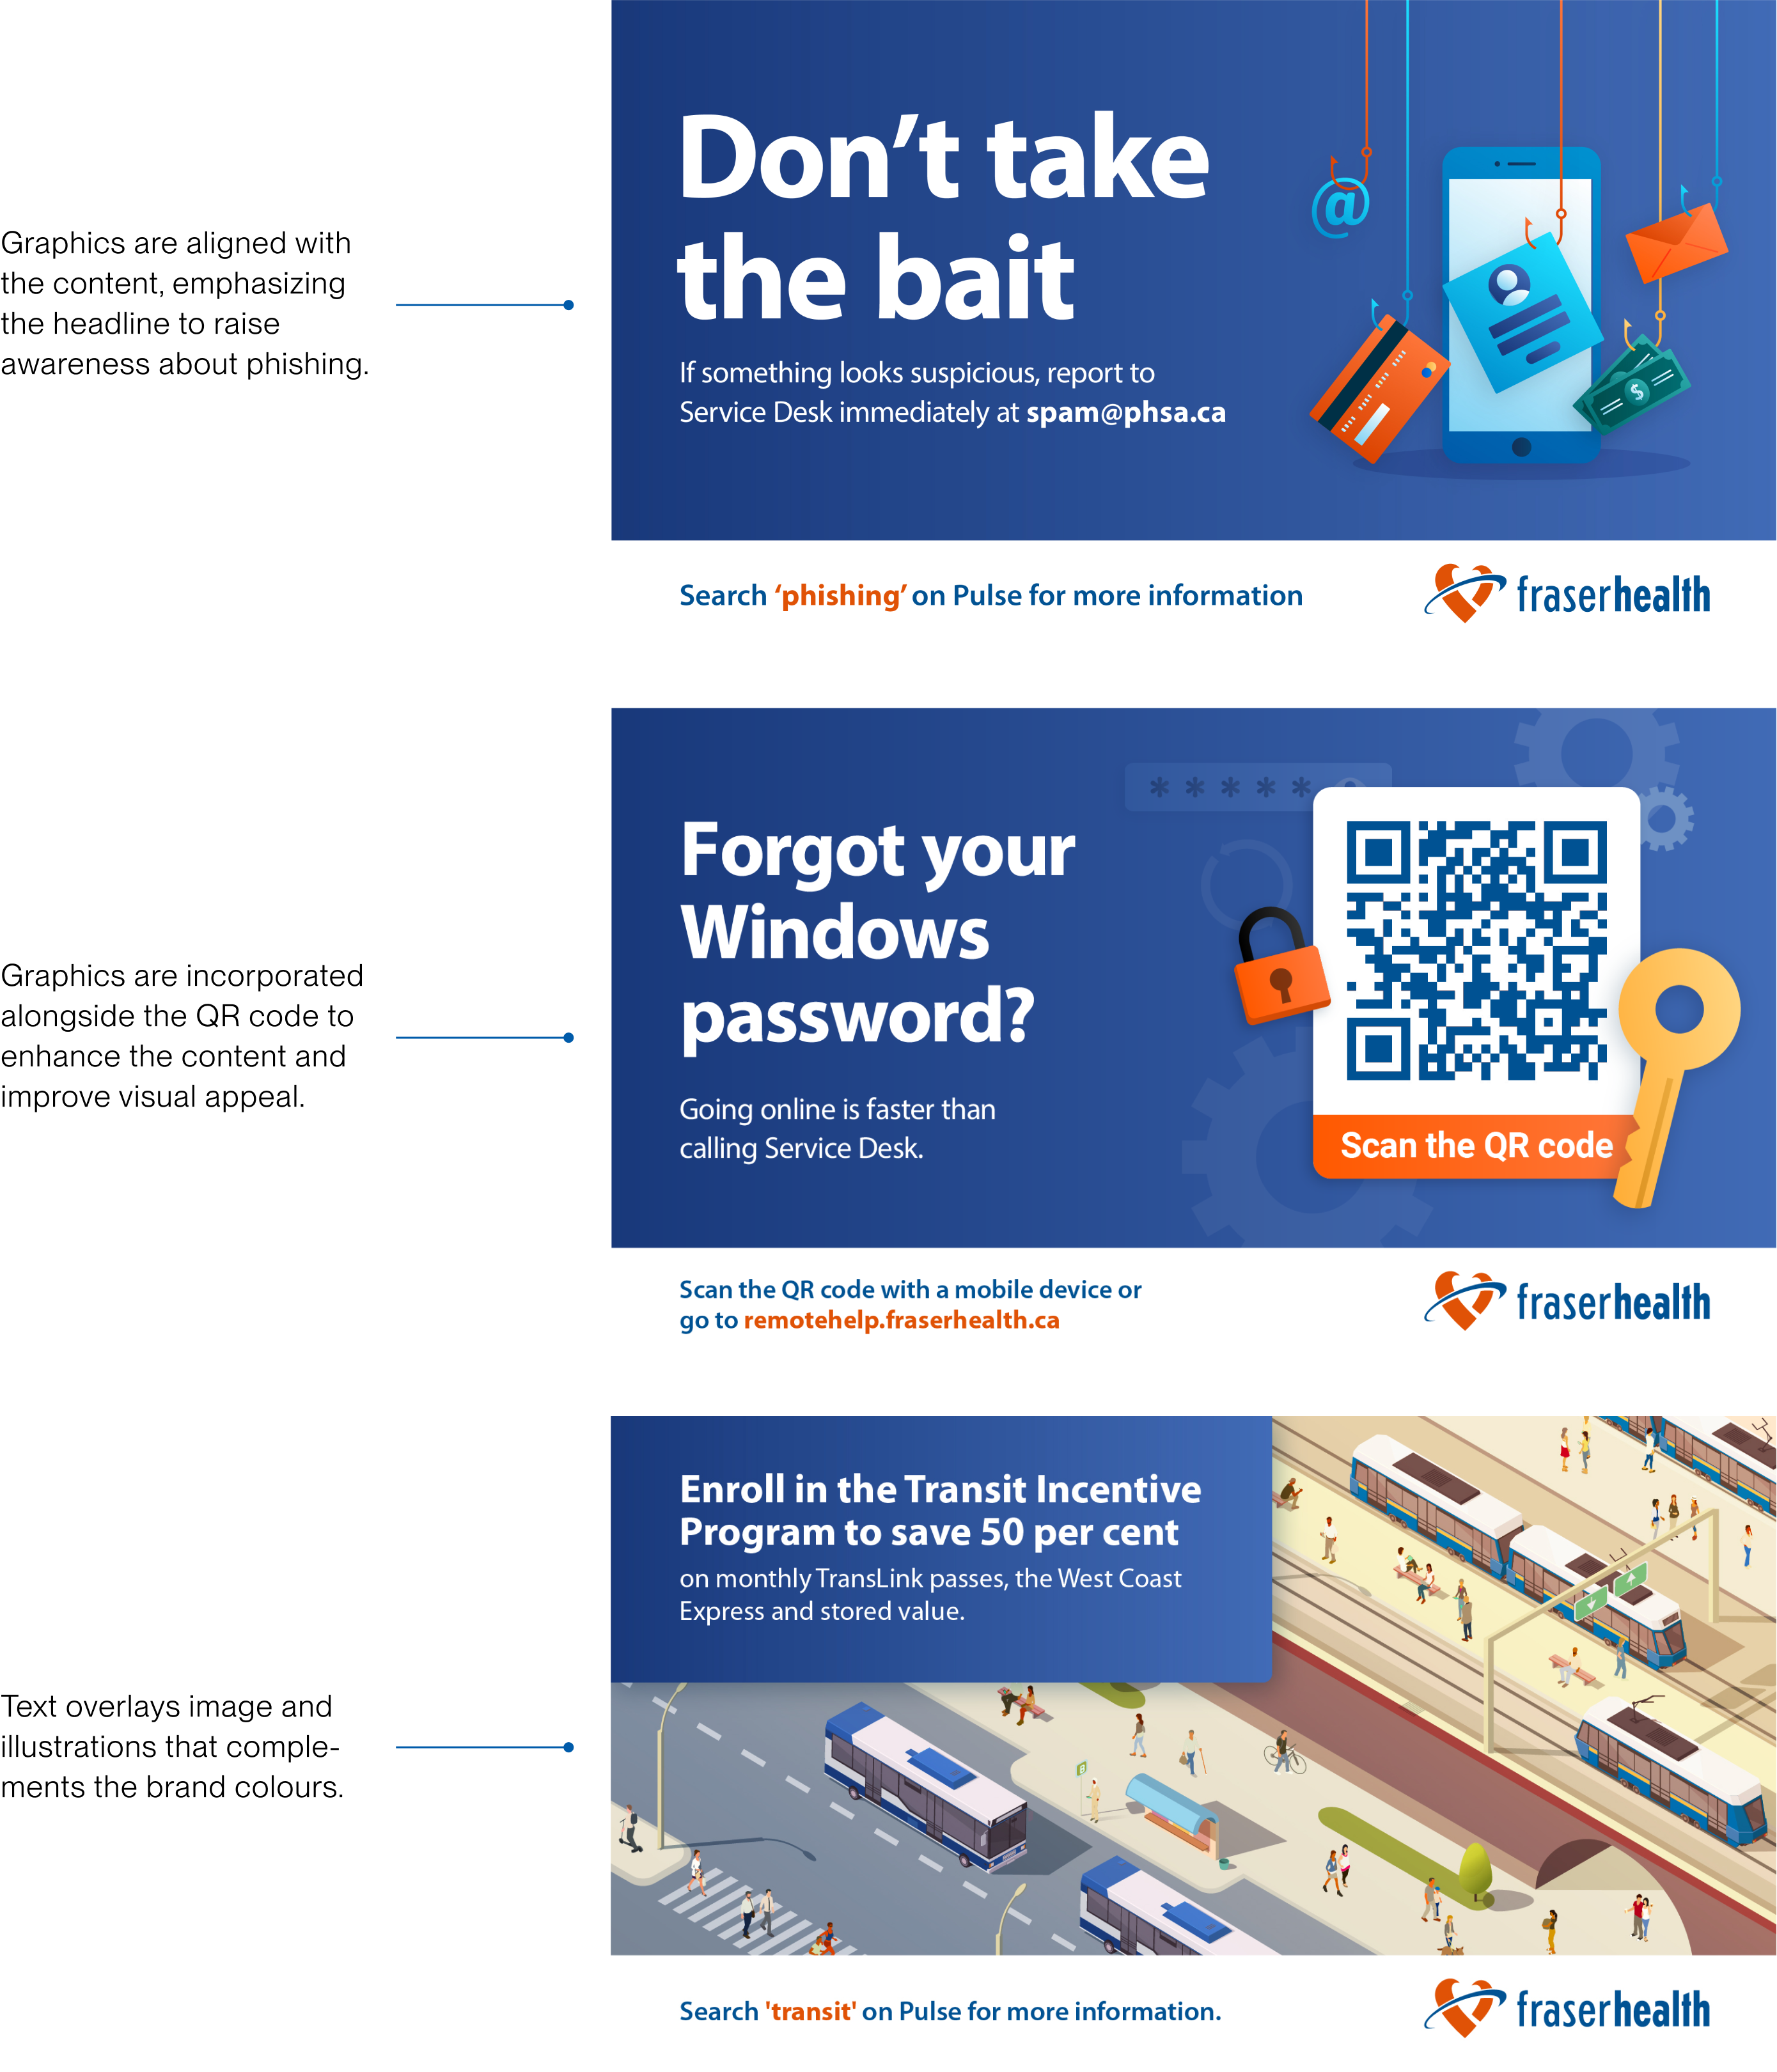 Graphics are aligned with
the content, emphasizing
the headline to raise
awareness about phishing.
Don't take
the bait
If something looks suspicious, report to
Service Desk immediately at spam@phsa.ca
@
$
Search ‘phishing’ on Pulse for more information
fraserhealth
Graphics are incorporated
alongside the QR code to
enhance the content and
improve visual appeal.
*****
Forgot your
Windows
password?
Going online is faster than
calling Service Desk.
Scan the QR code
Scan the QR code with a mobile device or
go to remotehelp.fraserhealth.ca
fraserhealth
Text overlays image and
illustrations that comple-
ments the brand colours.
Enroll in the Transit Incentive
Program to save 50 per cent
on monthly TransLink passes, the West Coast
Express and stored value.
Search 'transit' on Pulse for more information.
fraserhealth